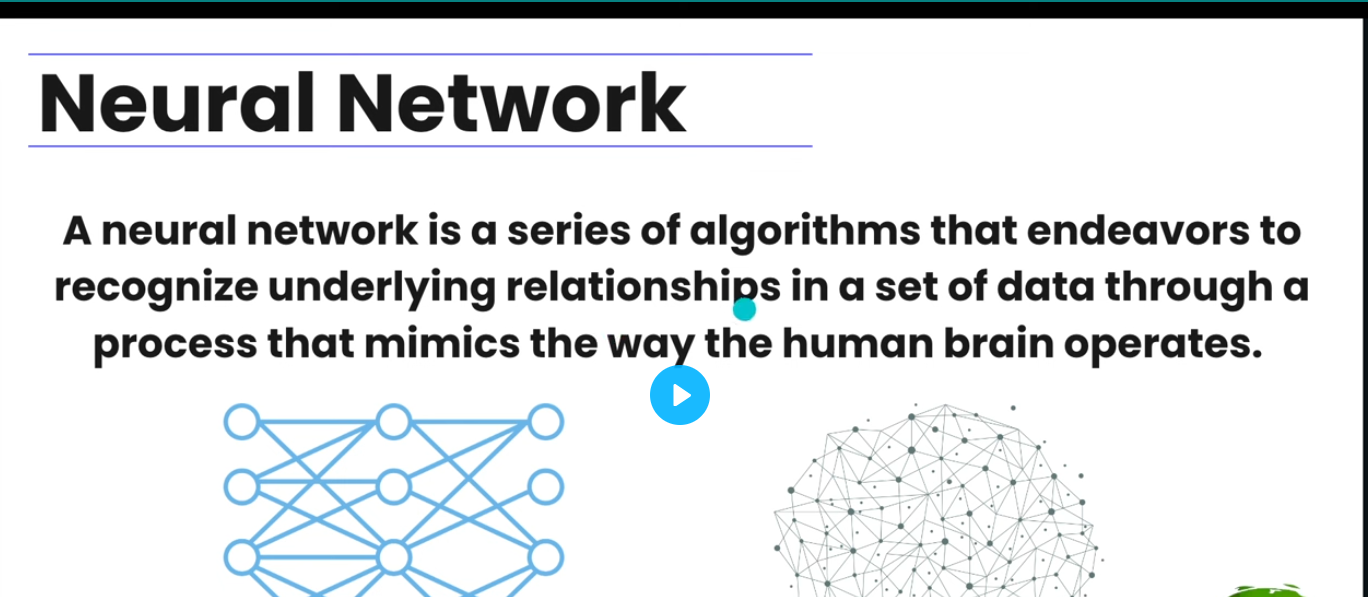 Neural Network
A neural network is a series of algorithms that endeavors to
recognize underlying relationships in a set of data through a
process that mimics the way the human brain operates.